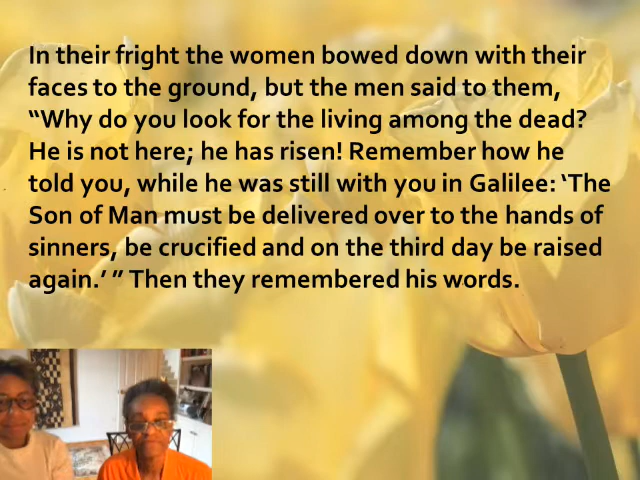 In their fright the women bowed down with their
faces to the ground, but the men said to them,
“Why do you look for the living among the dead?
He is not here; he has risen! Remember how he
told you, while he was still with you in Galilee: ‘The
Son of Man must be delivered over to the hands of
sinners, be crucified and on the third day be raised
again.’ ” Then they remembered his words.